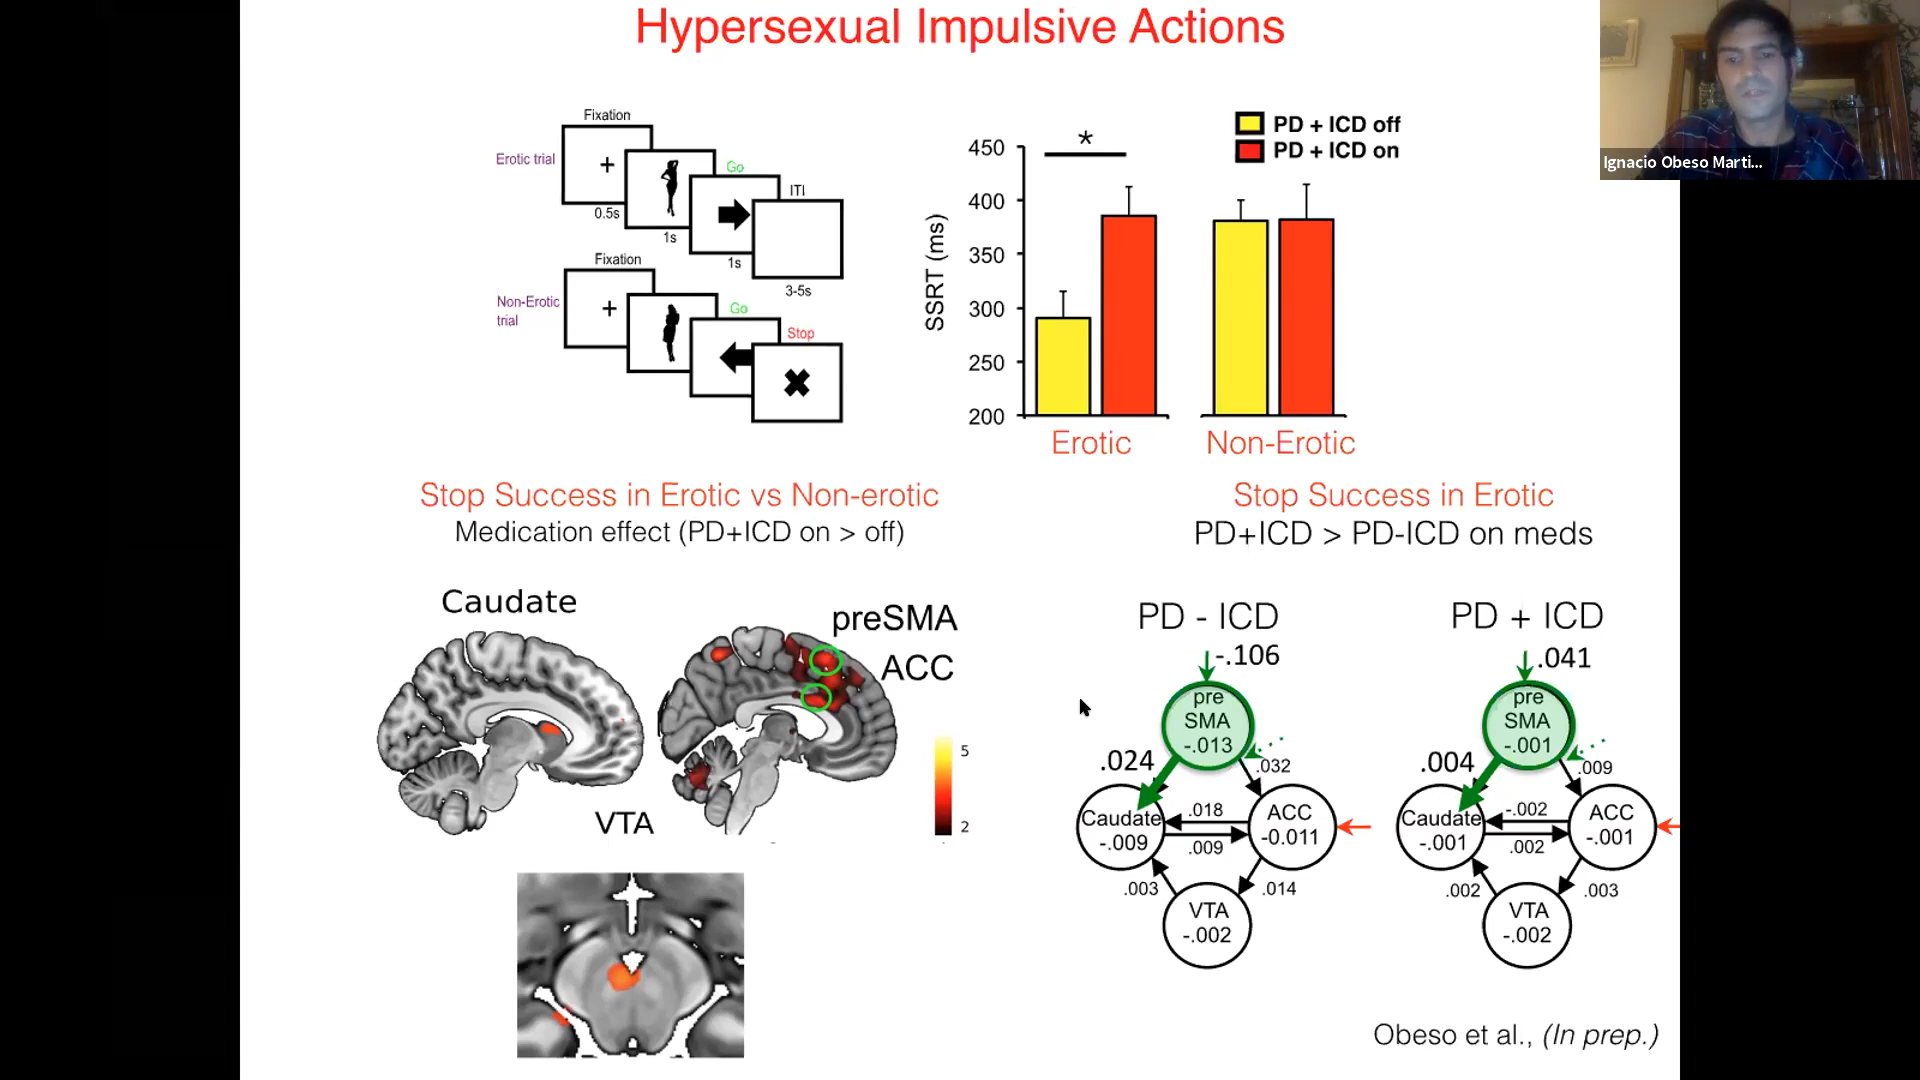 Hypersexual Impulsive Actions
Ignacio Obeso Marti...
Fixation
Erotic trial
+
Go
ITI
0.5s
1s
1s
3-5s
Fixation
Non-Erotic
trial
+
Go
Stop
PD + ICD off
PD + ICD on
*
SSRT (ms)
450
400
350
300
250
200
Erotic
Non-Erotic
Stop Success in Erotic vs Non-erotic
Medication effect (PD+ICD on > off)
Caudate
preSMA
ACC
VTA
5
2
Stop Success in Erotic
PD+ICD > PD-ICD on meds
PD - ICD
-.106
pre
SMA
-.013
.024
.032
Caudate
-.009
.018
.009
ACC
-0.011
.003
.014
VTA
-.002
PD + ICD
.041
pre
SMA
-.001
.004
.009
Caudate
-.001
-.002
.002
ACC
-.001
.002
.003
VTA
-.002
Obeso et al., (In prep.)